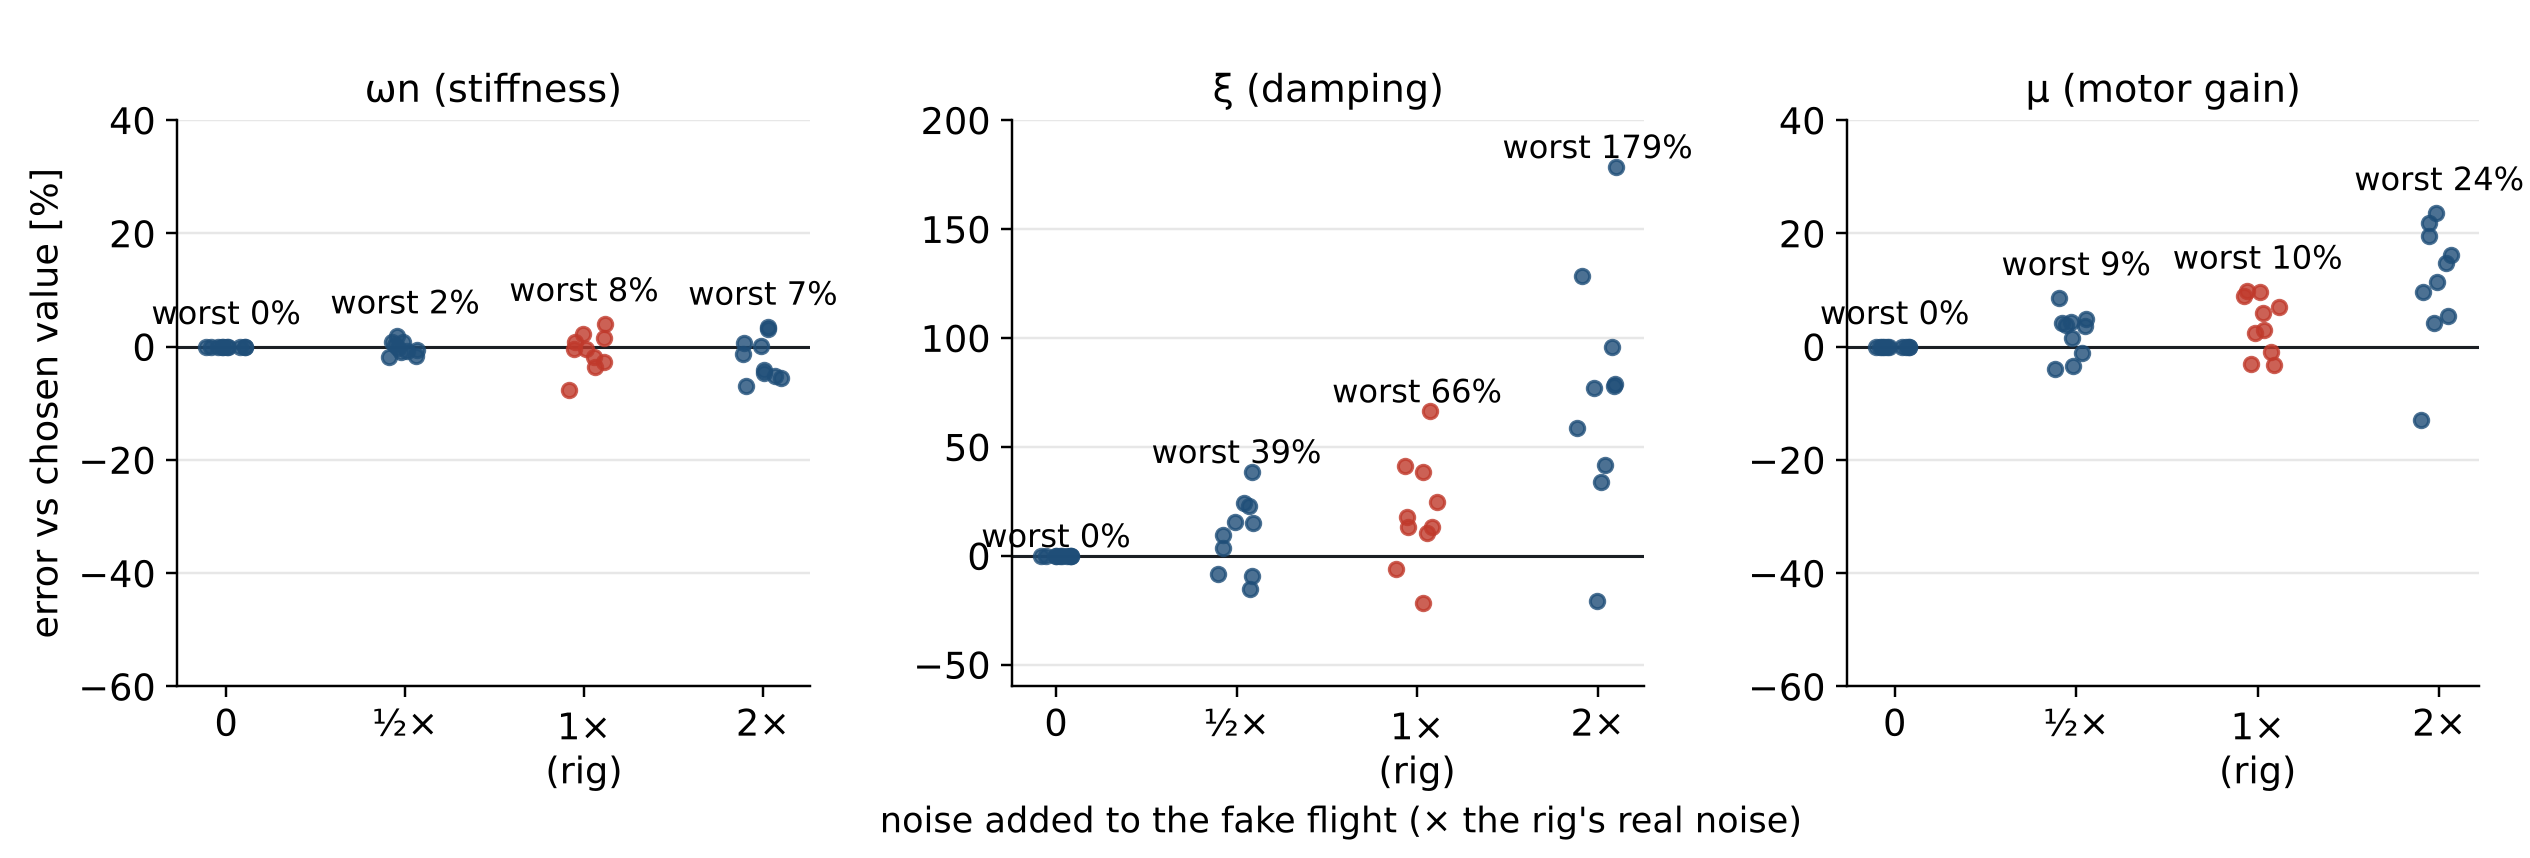 ωn (stiffness)
ξ (damping)
μ (motor gain)
error vs chosen value [%]
40
20
0
−20
−40
−60
worst 0%
worst 2%
worst 8%
worst 7%
0
½×
1×
(rig)
2×
200
150
100
50
0
−50
worst 0%
worst 39%
worst 66%
worst 179%
0
½×
1×
(rig)
2×
40
20
0
−20
−40
−60
worst 0%
worst 9%
worst 10%
worst 24%
0
½×
1×
(rig)
2×
noise added to the fake flight (× the rig's real noise)